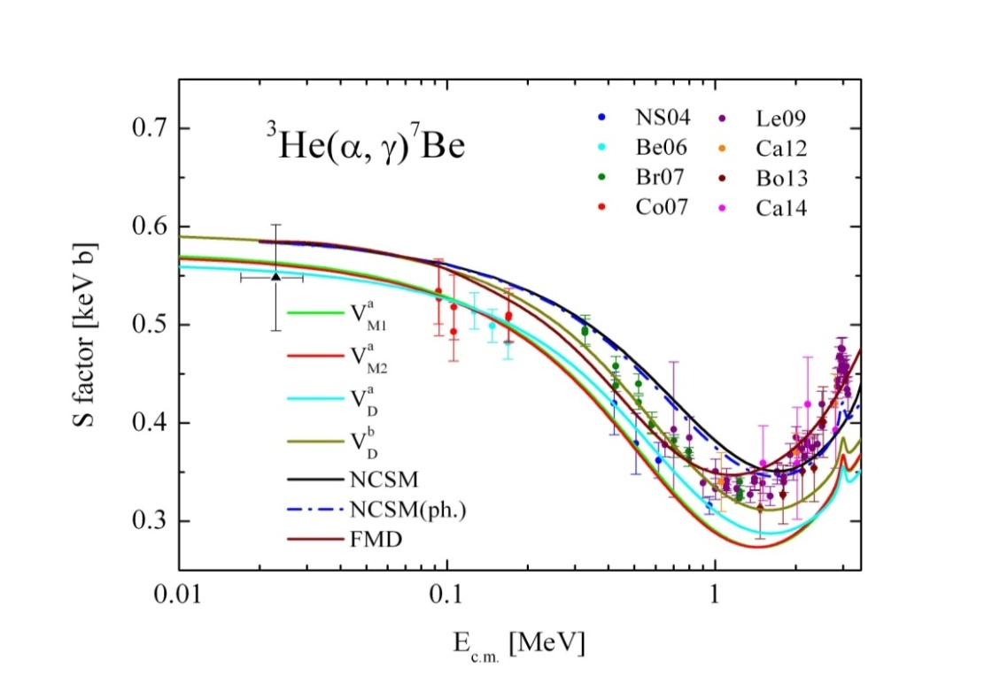 ³He(α, γ)⁷Be
NS04
Be06
Br07
Co07
Le09
Ca12
Bo13
Ca14
0.7
0.6
0.5
0.4
0.3
S factor [keV b]
V^a_M1
V^a_M2
V^a_D
V^b_D
NCSM
NCSM(ph.)
FMD
0.01
0.1
1
E_c.m. [MeV]